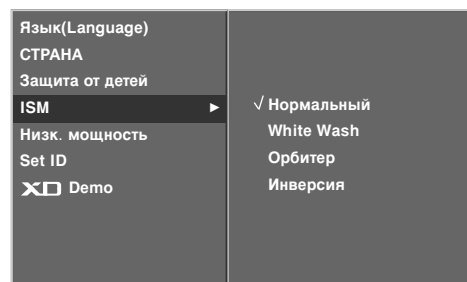 Язык(Language)
СТРАНА
Защита от детей
ISM ►
Низк. мощность
Set ID
XD Demo
√ Нормальный
White Wash
Орбитер
Инверсия